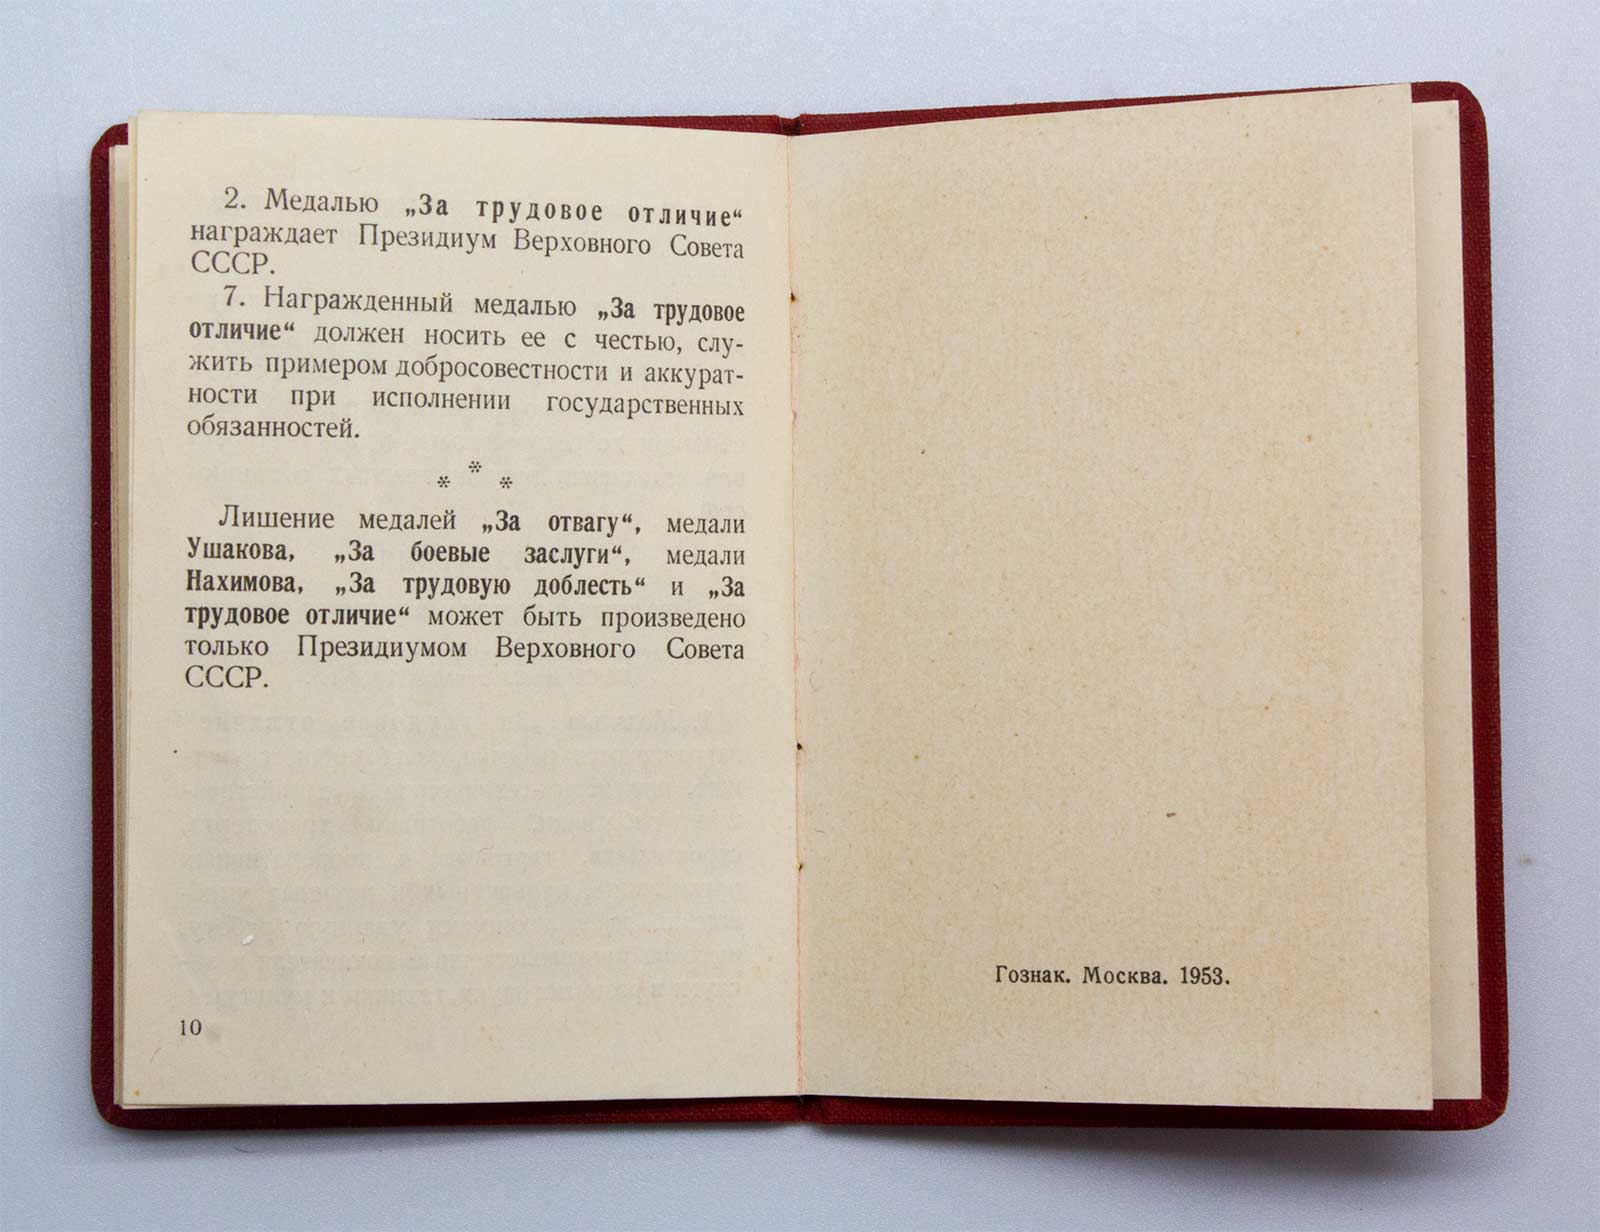 2. Медалью „За трудовое отличие“
награждает Президиум Верховного Совета
СССР.
7. Награжденный медалью „За трудовое
отличие“ должен носить ее с честью, слу-
жить примером добросовестности и аккурат-
ности при исполнении государственных
обязанностей.
* * *
Лишение медалей „За отвагу“, медали
Ушакова, „За боевые заслуги“, медали
Нахимова, „За трудовую доблесть“ и „За
трудовое отличие“ может быть произведено
только Президиумом Верховного Совета
СССР.
10
Гознак. Москва. 1953.